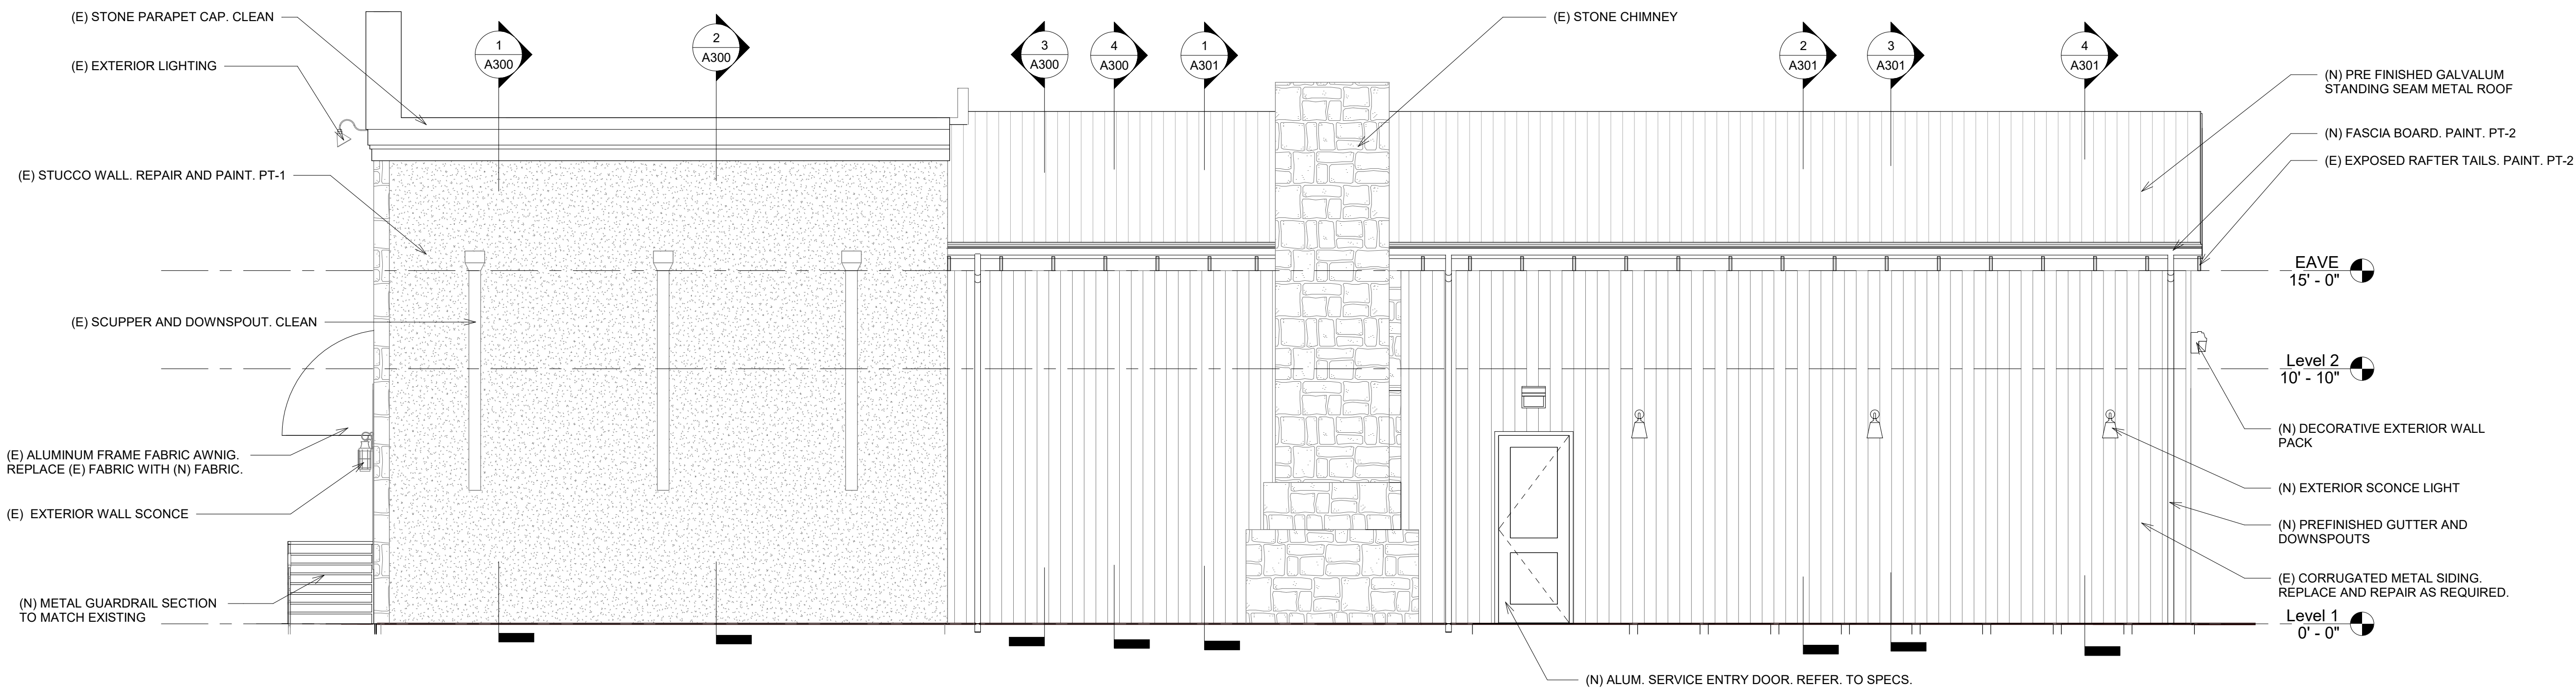 (E) STONE PARAPET CAP. CLEAN
(E) EXTERIOR LIGHTING
(E) STUCCO WALL. REPAIR AND PAINT. PT-1
(E) SCUPPER AND DOWNSPOUT. CLEAN
(E) ALUMINUM FRAME FABRIC AWNIG.
REPLACE (E) FABRIC WITH (N) FABRIC.
(E) EXTERIOR WALL SCONCE
(N) METAL GUARDRAIL SECTION
TO MATCH EXISTING
1
A300
2
A300
3
A300
4
A300
1
A301
(E) STONE CHIMNEY
2
A301
3
A301
4
A301
(N) PRE FINISHED GALVALUM
STANDING SEAM METAL ROOF
(N) FASCIA BOARD. PAINT. PT-2
(E) EXPOSED RAFTER TAILS. PAINT. PT-2
EAVE
15' - 0"
Level 2
10' - 10"
(N) DECORATIVE EXTERIOR WALL
PACK
(N) EXTERIOR SCONCE LIGHT
(N) PREFINISHED GUTTER AND
DOWNSPOUTS
(E) CORRUGATED METAL SIDING.
REPLACE AND REPAIR AS REQUIRED.
Level 1
0' - 0"
(N) ALUM. SERVICE ENTRY DOOR. REFER. TO SPECS.